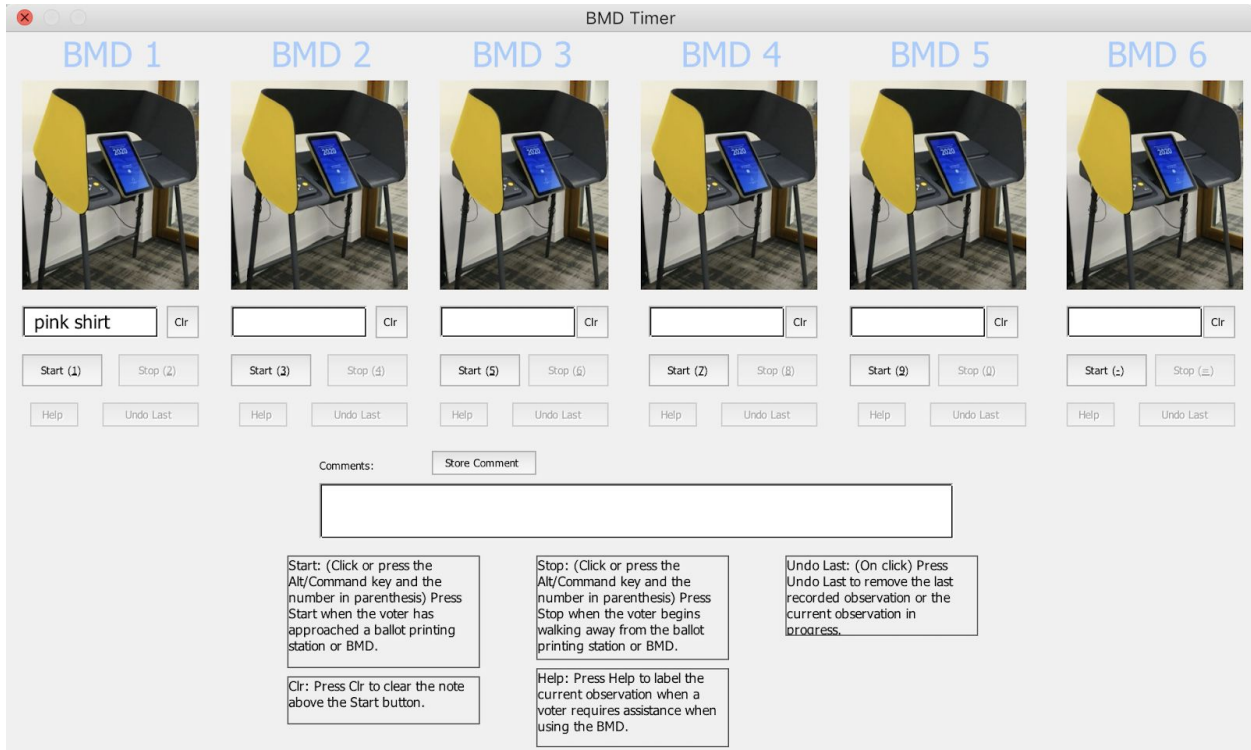 BMD Timer
BMD 1 BMD 2 BMD 3 BMD 4 BMD 5 BMD 6
2020 2020 2020 2020 2020 2020
pink shirt Clr Clr Clr Clr Clr Clr
Start (1) Stop (2) Start (3) Stop (4) Start (5) Stop (6) Start (7) Stop (8) Start (9) Stop (0) Start (-) Stop (=)
Help Undo Last Help Undo Last Help Undo Last Help Undo Last Help Undo Last Help Undo Last
Comments: Store Comment
Start: (Click or press the
Alt/Command key and the
number in parenthesis) Press
Start when the voter has
approached a ballot printing
station or BMD.
Clr: Press Clr to clear the note
above the Start button.
Stop: (Click or press the
Alt/Command key and the
number in parenthesis) Press
Stop when the voter begins
walking away from the ballot
printing station or BMD.
Help: Press Help to label the
current observation when a
voter requires assistance when
using the BMD.
Undo Last: (On click) Press
Undo Last to remove the last
recorded observation or the
current observation in
progress.